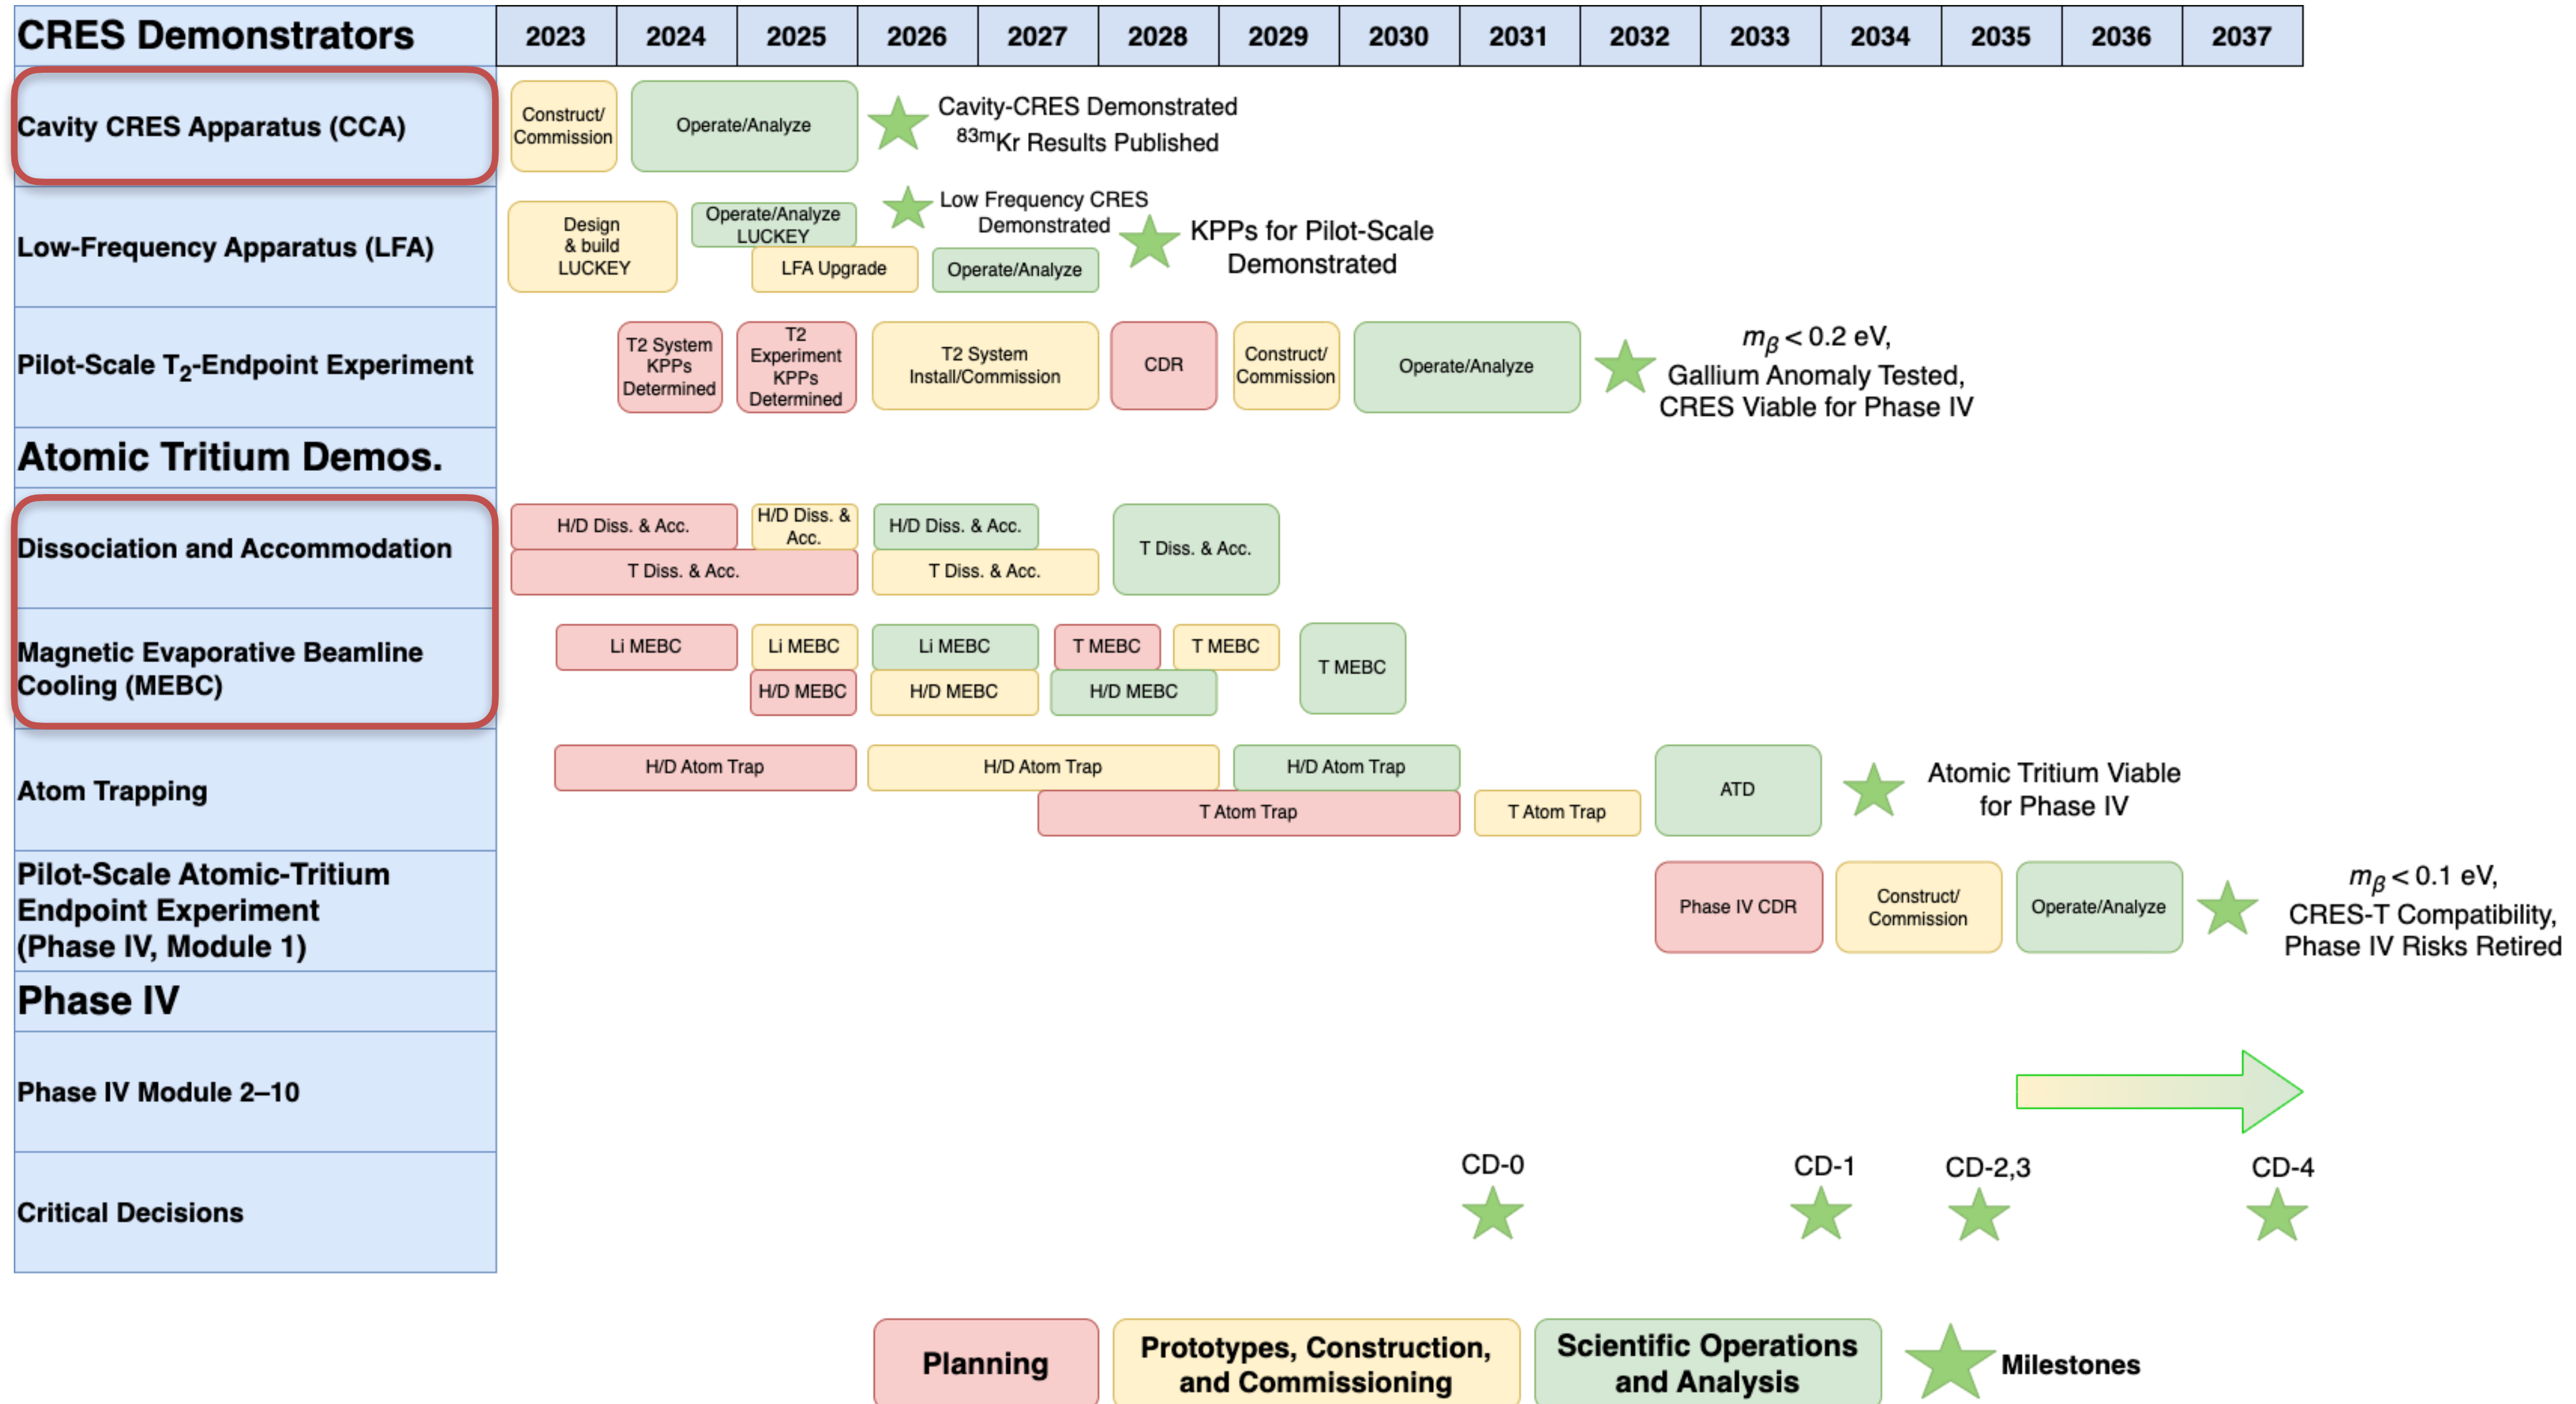 CRES Demonstrators
2023 2024 2025 2026 2027 2028 2029 2030 2031 2032 2033 2034 2035 2036 2037
Cavity CRES Apparatus (CCA)
Construct/
Commission
Operate/Analyze
Cavity-CRES Demonstrated
83mKr Results Published
Low-Frequency Apparatus (LFA)
Design
& build
LUCKEY
Operate/Analyze
LUCKEY
LFA Upgrade
Operate/Analyze
Low Frequency CRES
Demonstrated
KPPs for Pilot-Scale
Demonstrated
Pilot-Scale T2-Endpoint Experiment
T2 System
KPPs
Determined
T2
Experiment
KPPs
Determined
T2 System
Install/Commission
CDR
Construct/
Commission
Operate/Analyze
mβ < 0.2 eV,
Gallium Anomaly Tested,
CRES Viable for Phase IV
Atomic Tritium Demos.
Dissociation and Accommodation
H/D Diss. & Acc.
H/D Diss. &
Acc.
H/D Diss. & Acc.
T Diss. & Acc.
T Diss. & Acc.
T Diss. & Acc.
Magnetic Evaporative Beamline
Cooling (MEBC)
Li MEBC
Li MEBC
Li MEBC
T MEBC
T MEBC
T MEBC
H/D MEBC
H/D MEBC
H/D MEBC
Atom Trapping
H/D Atom Trap
H/D Atom Trap
H/D Atom Trap
T Atom Trap
T Atom Trap
ATD
Atomic Tritium Viable
for Phase IV
Pilot-Scale Atomic-Tritium
Endpoint Experiment
(Phase IV, Module 1)
Phase IV CDR
Construct/
Commission
Operate/Analyze
mβ < 0.1 eV,
CRES-T Compatibility,
Phase IV Risks Retired
Phase IV
Phase IV Module 2–10
Critical Decisions
CD-0
CD-1
CD-2,3
CD-4
Planning
Prototypes, Construction,
and Commissioning
Scientific Operations
and Analysis
Milestones